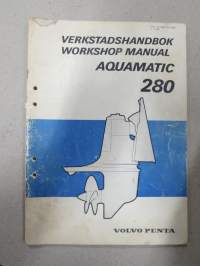 VERKSTADSHANDBOK
WORKSHOP MANUAL
AQUAMATIC
280
VOLVO PENTA